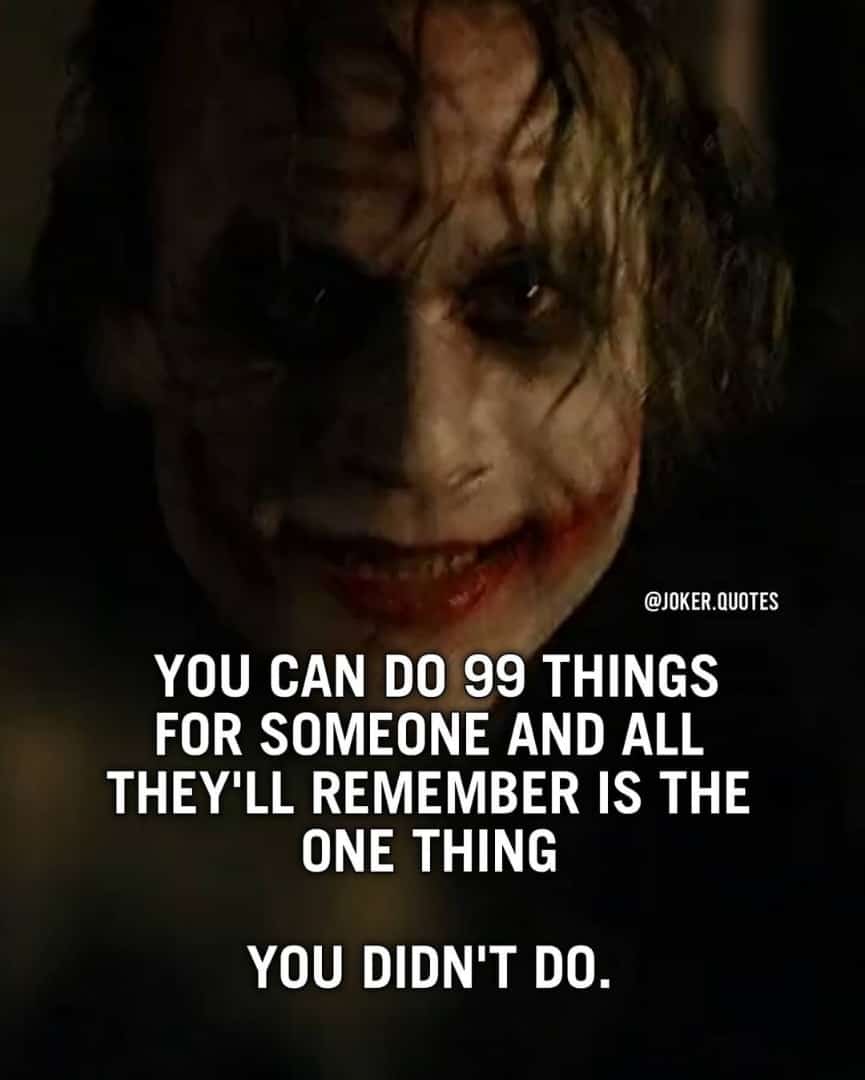 @JOKER.QUOTES
YOU CAN DO 99 THINGS
FOR SOMEONE AND ALL
THEY'LL REMEMBER IS THE
ONE THING
YOU DIDN'T DO.